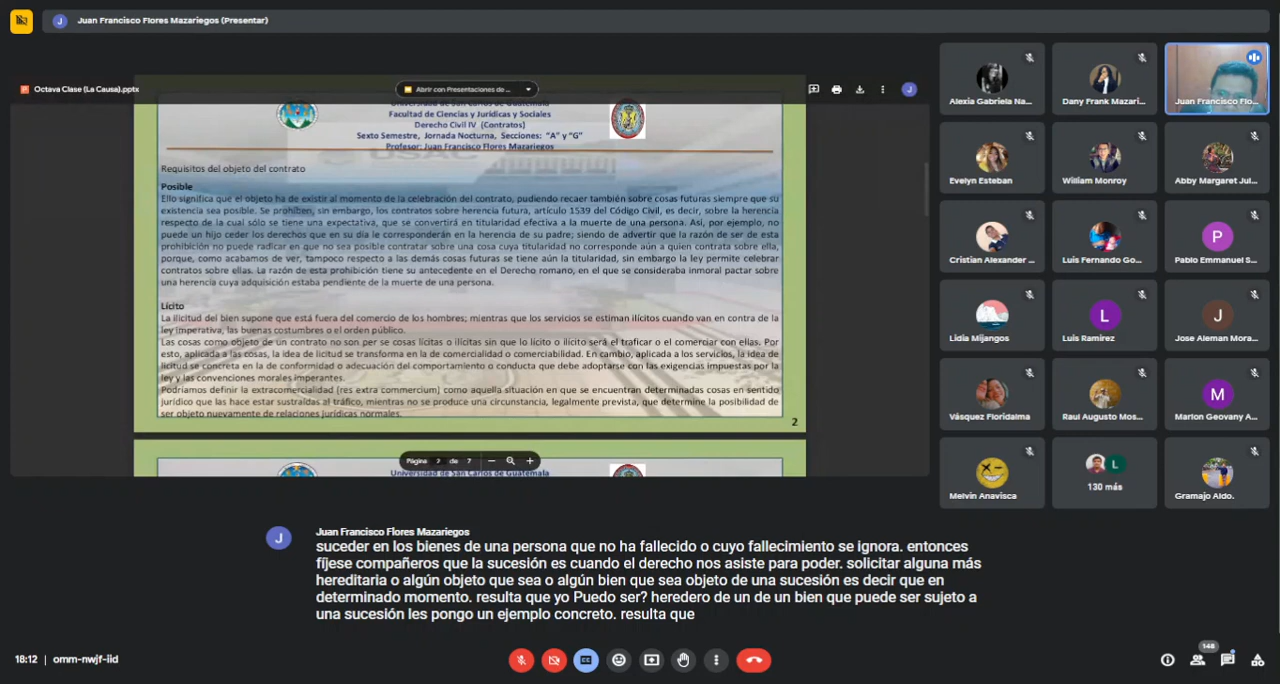 J Juan Francisco Flores Mazariegos (Presentar)
Octava Clase (La Causa).pptx
Abrir con Presentaciones de ...
Universidad de San Carlos de Guatemala
Facultad de Ciencias y Jurídicas y Sociales
Derecho Civil IV (Contratos)
Sexto Semestre, Jornada Nocturna, Secciones: "A" y "G"
Profesor: Juan Francisco Flores Mazariegos
Requisitos del objeto del contrato
Posible
Ello significa que el objeto ha de existir al momento de la celebración del contrato, pudiendo recaer también sobre cosas futuras siempre que su
existencia sea posible. Se prohíben, sin embargo, los contratos sobre herencia futura, artículo 1539 del Código Civil, es decir, sobre la herencia
respecto de la cual sólo se tiene una expectativa, que se convertirá en titularidad efectiva a la muerte de una persona. Así, por ejemplo, no
puede un hijo ceder los derechos que en su día le corresponderán en la herencia de su padre; siendo de advertir que la razón de ser de esta
prohibición no puede radicar en que no sea posible contratar sobre una cosa cuya titularidad no corresponde aún a quien contrata sobre ella,
porque, como acabamos de ver, tampoco respecto a las demás cosas futuras se tiene aún la titularidad, sin embargo la ley permite celebrar
contratos sobre ellas. La razón de esta prohibición tiene su antecedente en el Derecho romano, en el que se consideraba inmoral pactar sobre
una herencia cuya adquisición estaba pendiente de la muerte de una persona.
Lícito
La ilicitud del bien supone que está fuera del comercio de los hombres; mientras que los servicios se estiman ilícitos cuando van en contra de la
ley imperativa, las buenas costumbres o el orden público.
Las cosas como objeto de un contrato no son per se cosas lícitas o ilícitas sin que lo lícito o ilícito será el traficar o el comerciar con ellas. Por
esto, aplicada a las cosas, la idea de licitud se transforma en la de comercialidad o comerciabilidad. En cambio, aplicada a los servicios, la idea de
licitud se concreta en la de conformidad o adecuación del comportamiento o conducta que debe adoptarse con las exigencias impuestas por la
ley y las convenciones morales imperantes.
Podríamos definir la extracomercialidad (res extra commercium) como aquella situación en que se encuentran determinadas cosas en sentido
jurídico que las hace estar sustraídas al tráfico, mientras no se produce una circunstancia, legalmente prevista, que determine la posibilidad de
ser objeto nuevamente de relaciones jurídicas normales.
2
Página 2 de 7
Universidad de San Carlos de Guatemala
J
Alexia Gabriela Na...
Dany Frank Mazari...
Juan Francisco Flo...
Evelyn Esteban
William Monroy
Abby Margaret Jul...
Cristian Alexander ...
Luis Fernando Go...
P
Pablo Emmanuel S...
Lidia Mijangos
L
Luis Ramírez
J
Jose Aleman Mora...
Vásquez Floridalma
Raul Augusto Mos...
M
Marlon Geovany A...
Melvin Anavisca
L
130 más
Gramajo Aldo.
J
Juan Francisco Flores Mazariegos
suceder en los bienes de una persona que no ha fallecido o cuyo fallecimiento se ignora. entonces
fíjese compañeros que la sucesión es cuando el derecho nos asiste para poder. solicitar alguna más
hereditaria o algún objeto que sea o algún bien que sea objeto de una sucesión es decir que en
determinado momento. resulta que yo Puedo ser? heredero de un de un bien que puede ser sujeto a
una sucesión les pongo un ejemplo concreto. resulta que
18:12 | omm-nwjf-iid
CC
148